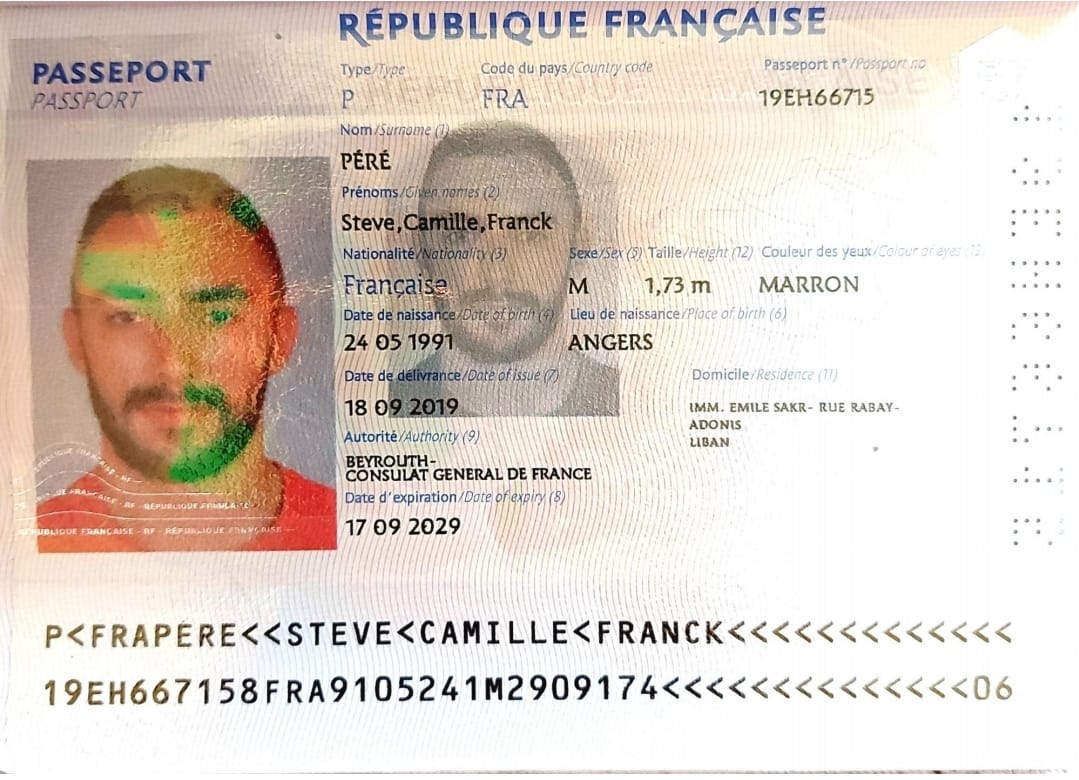 RÉPUBLIQUE FRANÇAISE
PASSEPORT
PASSPORT
Type/Type Code du pays/Country code Passeport n°/Passport no
P FRA 19EH66715
Nom/Surname (1)
PÉRÉ
Prénoms/Given names (2)
Steve,Camille,Franck
Nationalité/Nationality (3) Sexe/Sex (5) Taille/Height (12) Couleur des yeux/Colour of eyes (13)
Française M 1,73 m MARRON
Date de naissance/Date of birth (4) Lieu de naissance/Place of birth (6)
24 05 1991 ANGERS
Date de délivrance/Date of issue (7) Domicile/Residence (11)
18 09 2019
IMM. EMILE SAKR- RUE RABAY-
ADONIS
LIBAN
Autorité/Authority (9)
BEYROUTH-
CONSULAT GENERAL DE FRANCE
Date d'expiration/Date of expiry (8)
17 09 2029
RÉPUBLIQUE FRANÇAISE - RF - RÉPUBLIQUE FRANÇAISE
P<FRAPERE<<STEVE<CAMILLE<FRANCK<<<<<<<<<<<<<
19EH667158FRA9105241M2909174<<<<<<<<<<<<<<06